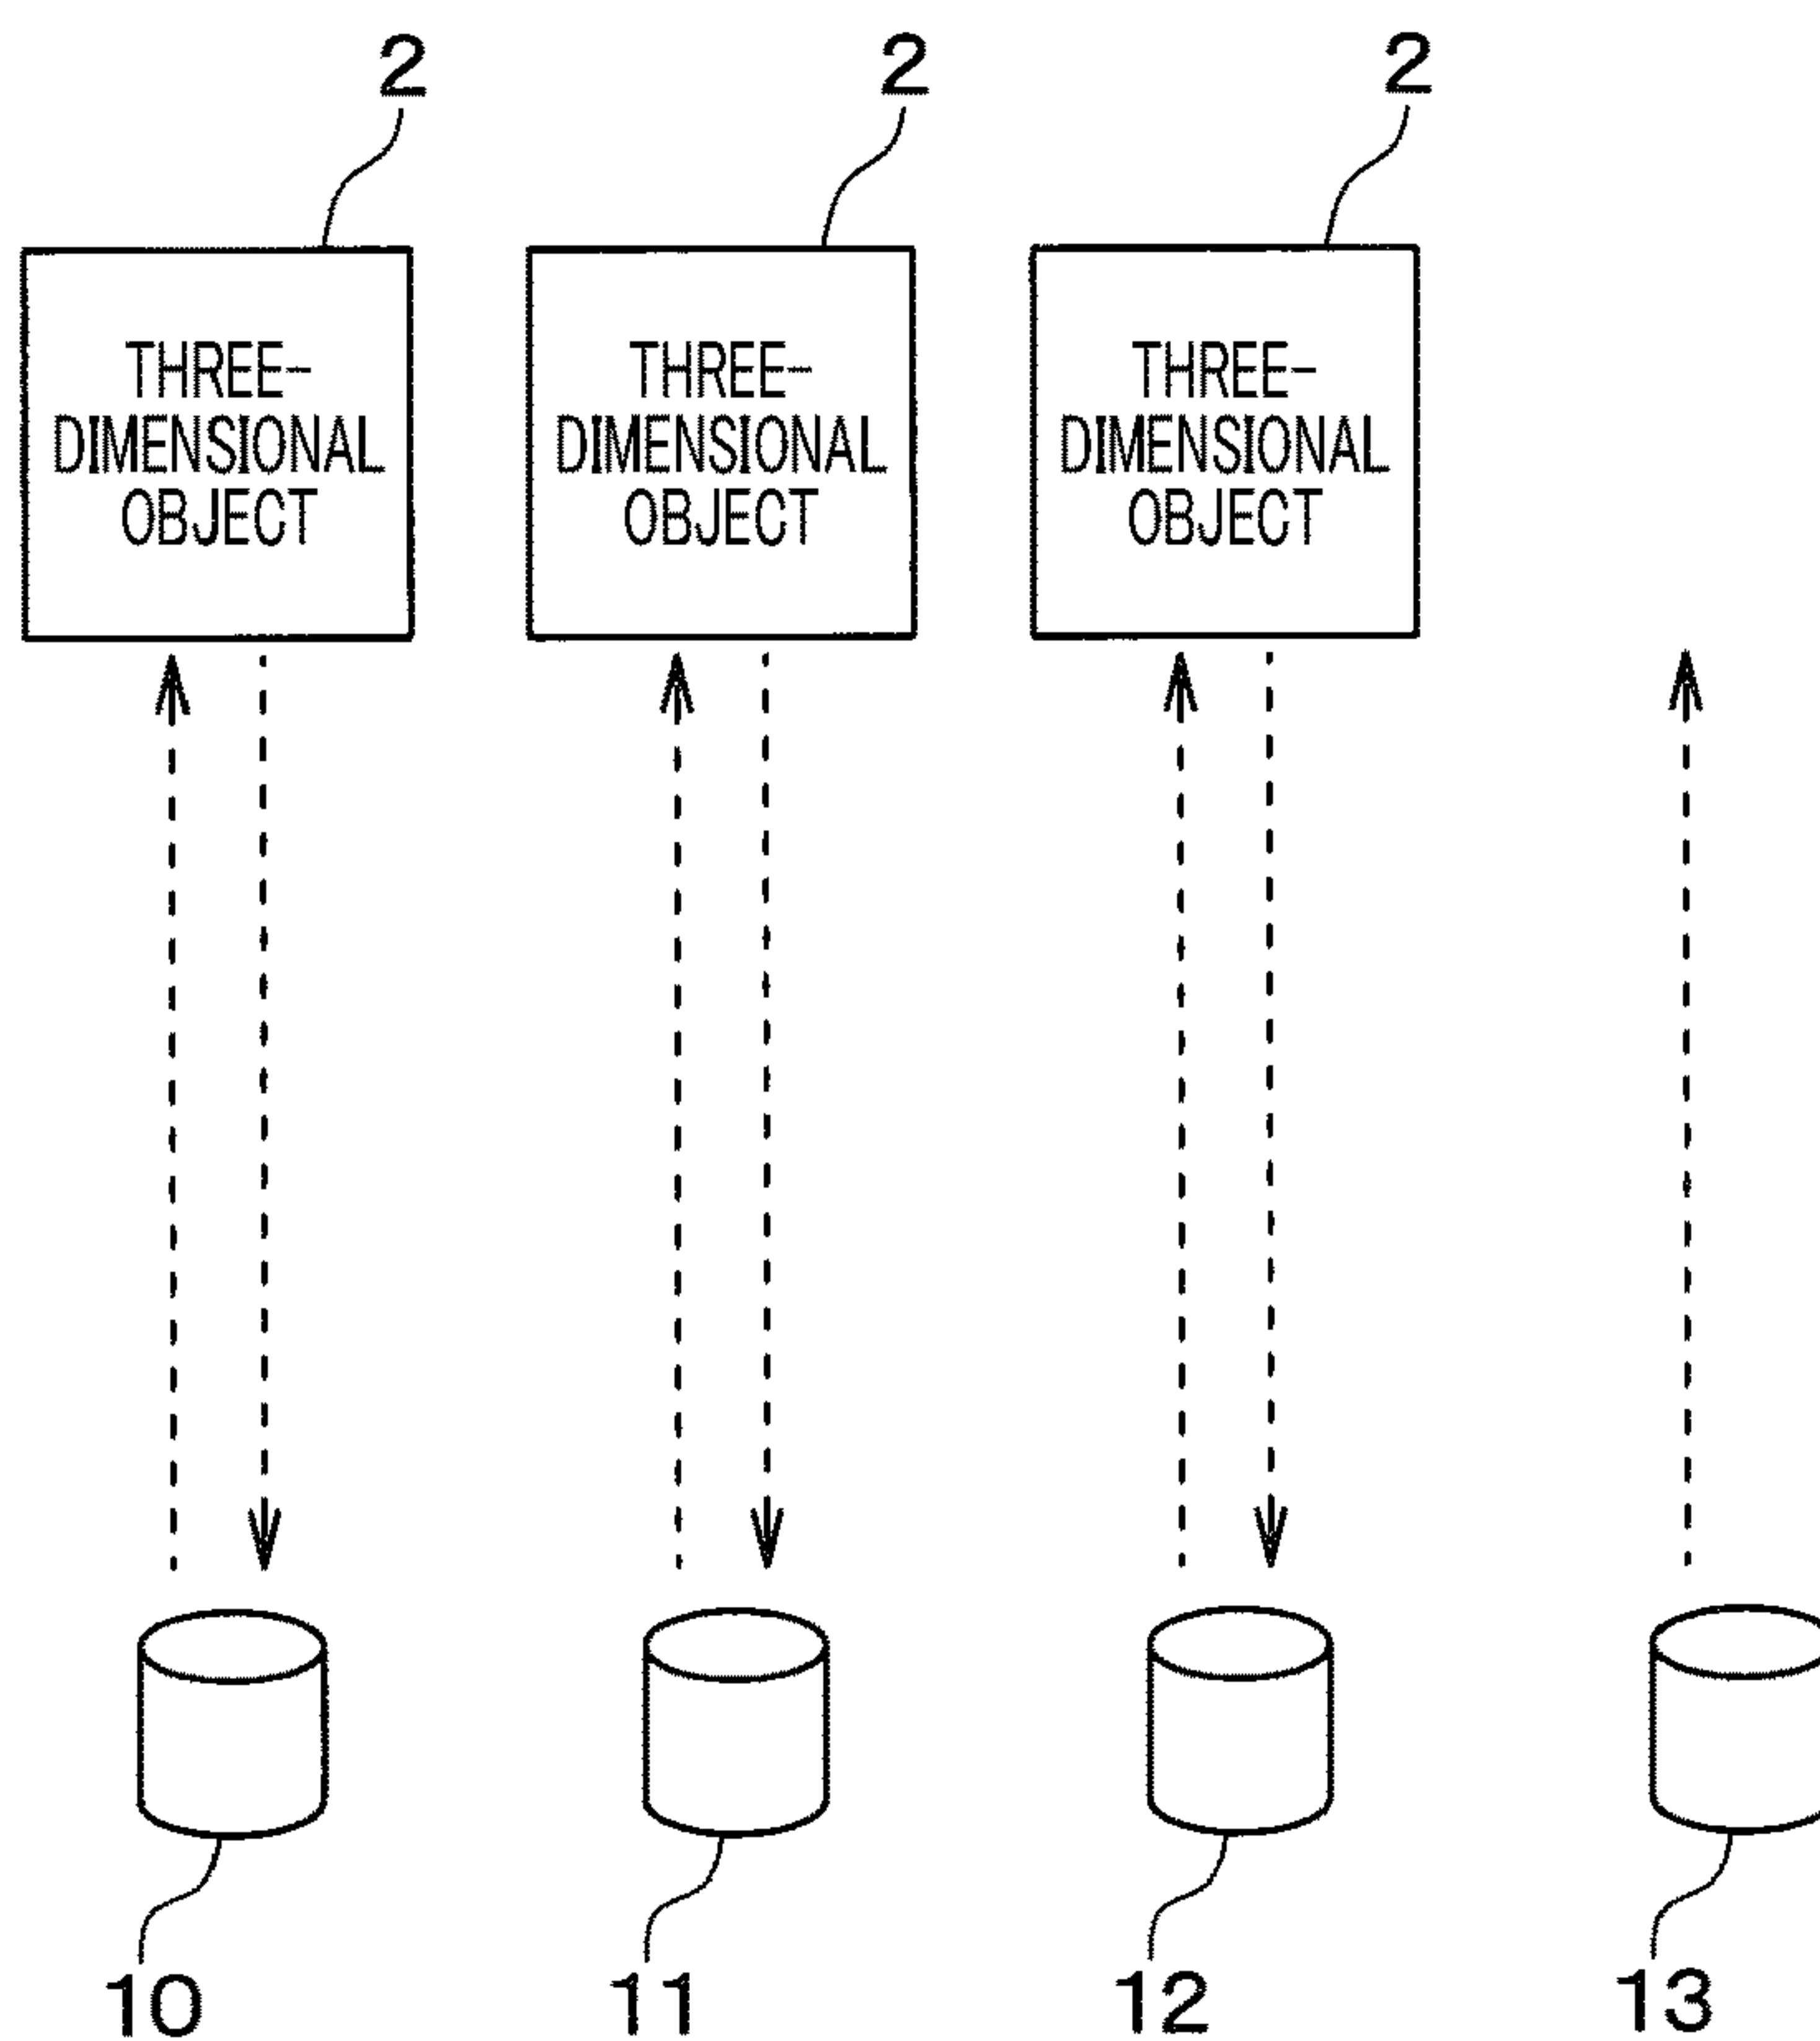 2 2 2
THREE-
DIMENSIONAL
OBJECT
THREE-
DIMENSIONAL
OBJECT
THREE-
DIMENSIONAL
OBJECT
10 11 12 13